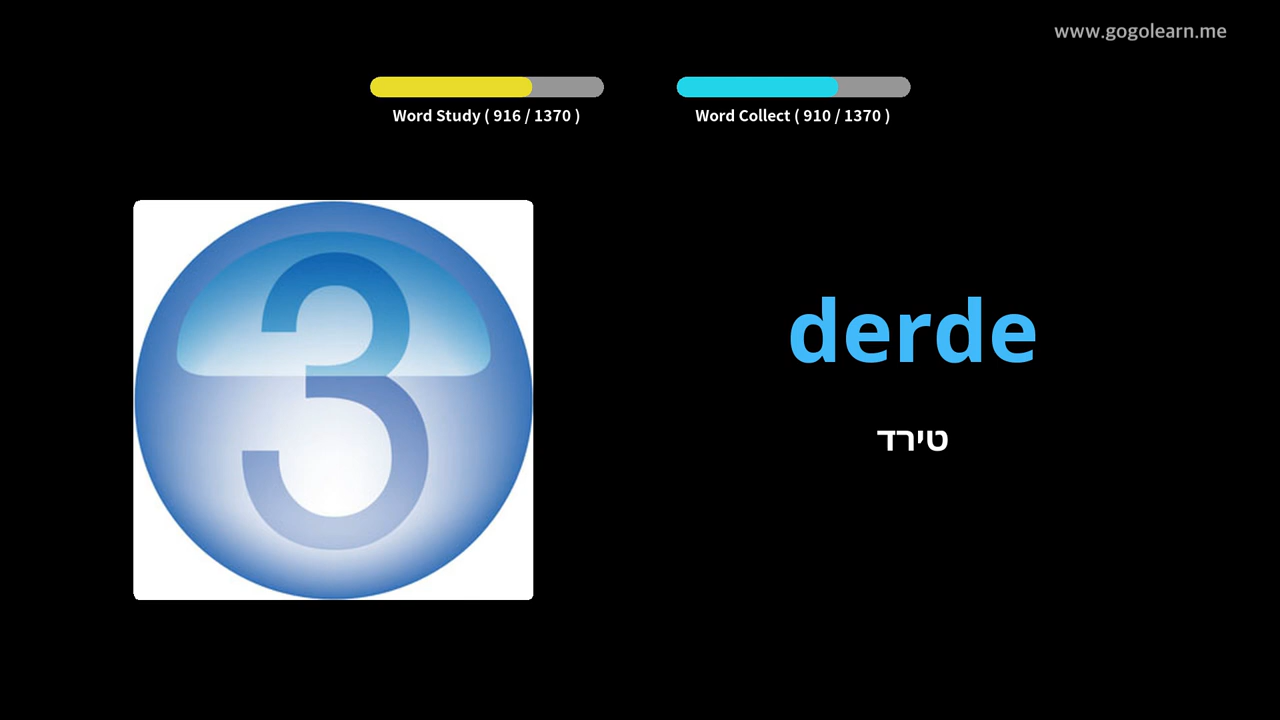 www.gogolearn.me
Word Study ( 916 / 1370 )
Word Collect ( 910 / 1370 )
3
derde
טירד